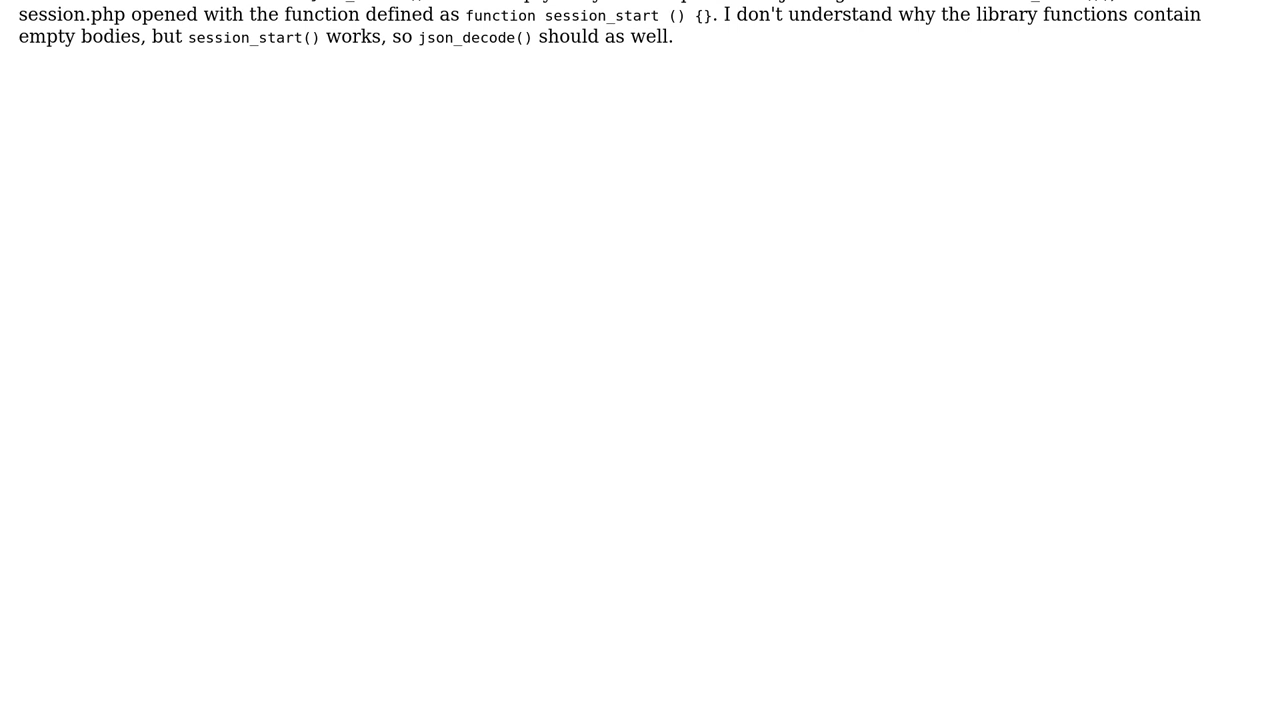 session.php opened with the function defined as function session_start () {}. I don't understand why the library functions contain
empty bodies, but session_start() works, so json_decode() should as well.